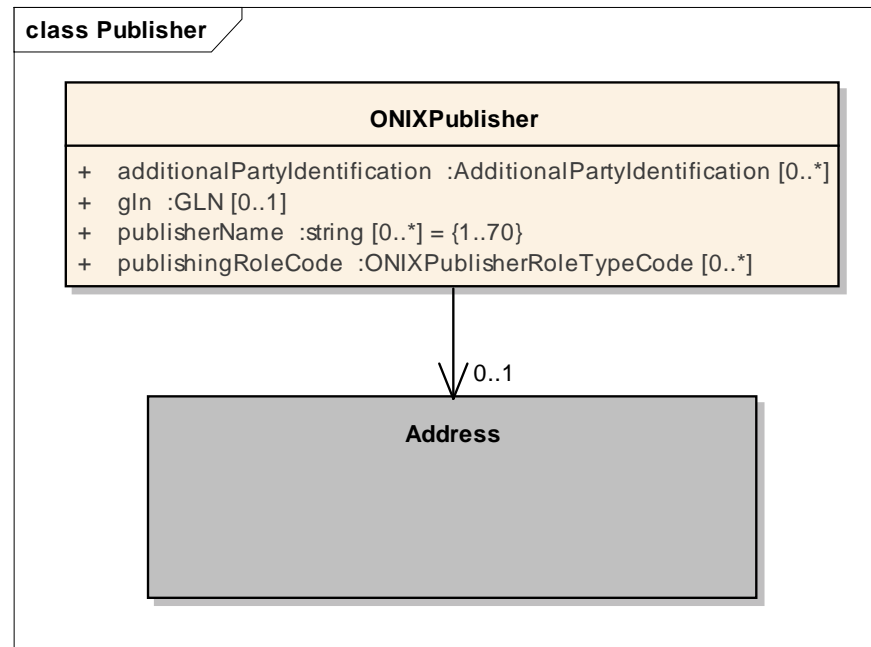 class Publisher
ONIXPublisher
+ additionalPartyIdentification :AdditionalPartyIdentification [0..*]
+ gln :GLN [0..1]
+ publisherName :string [0..*] = {1..70}
+ publishingRoleCode :ONIXPublisherRoleTypeCode [0..*]
0..1
Address